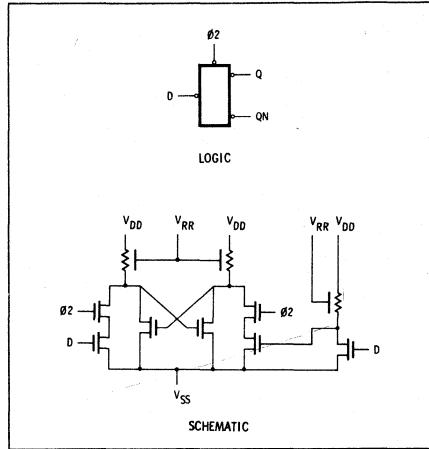 Ø2
D
Q
QN
LOGIC
V_DD V_RR V_DD V_RR V_DD
Ø2 Ø2
D D
V_SS
SCHEMATIC